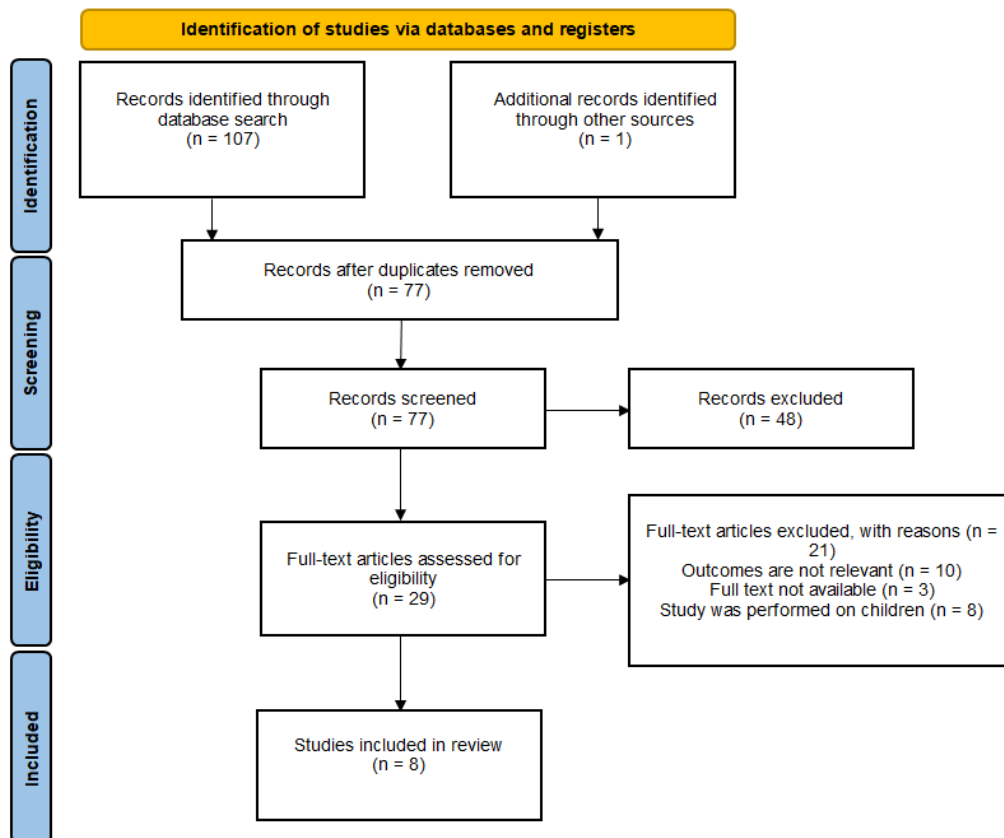 Identification of studies via databases and registers
Identification
Records identified through
database search
(n = 107)
Additional records identified
through other sources
(n = 1)
Screening
Records after duplicates removed
(n = 77)
Records screened
(n = 77)
Records excluded
(n = 48)
Eligibility
Full-text articles assessed for
eligibility
(n = 29)
Full-text articles excluded, with reasons (n =
21)
Outcomes are not relevant (n = 10)
Full text not available (n = 3)
Study was performed on children (n = 8)
Included
Studies included in review
(n = 8)